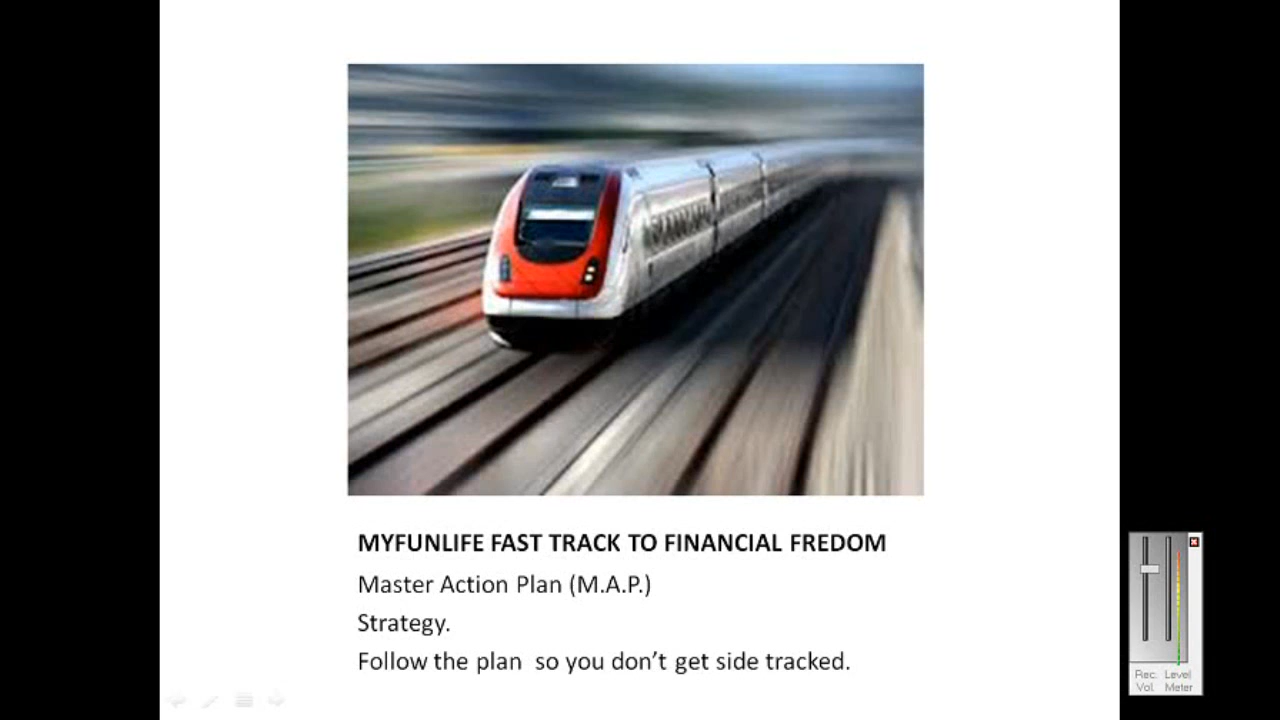 MYFUNLIFE FAST TRACK TO FINANCIAL FREDOM
Master Action Plan (M.A.P.)
Strategy.
Follow the plan  so you don’t get side tracked.
Rec. Level
Vol. Meter